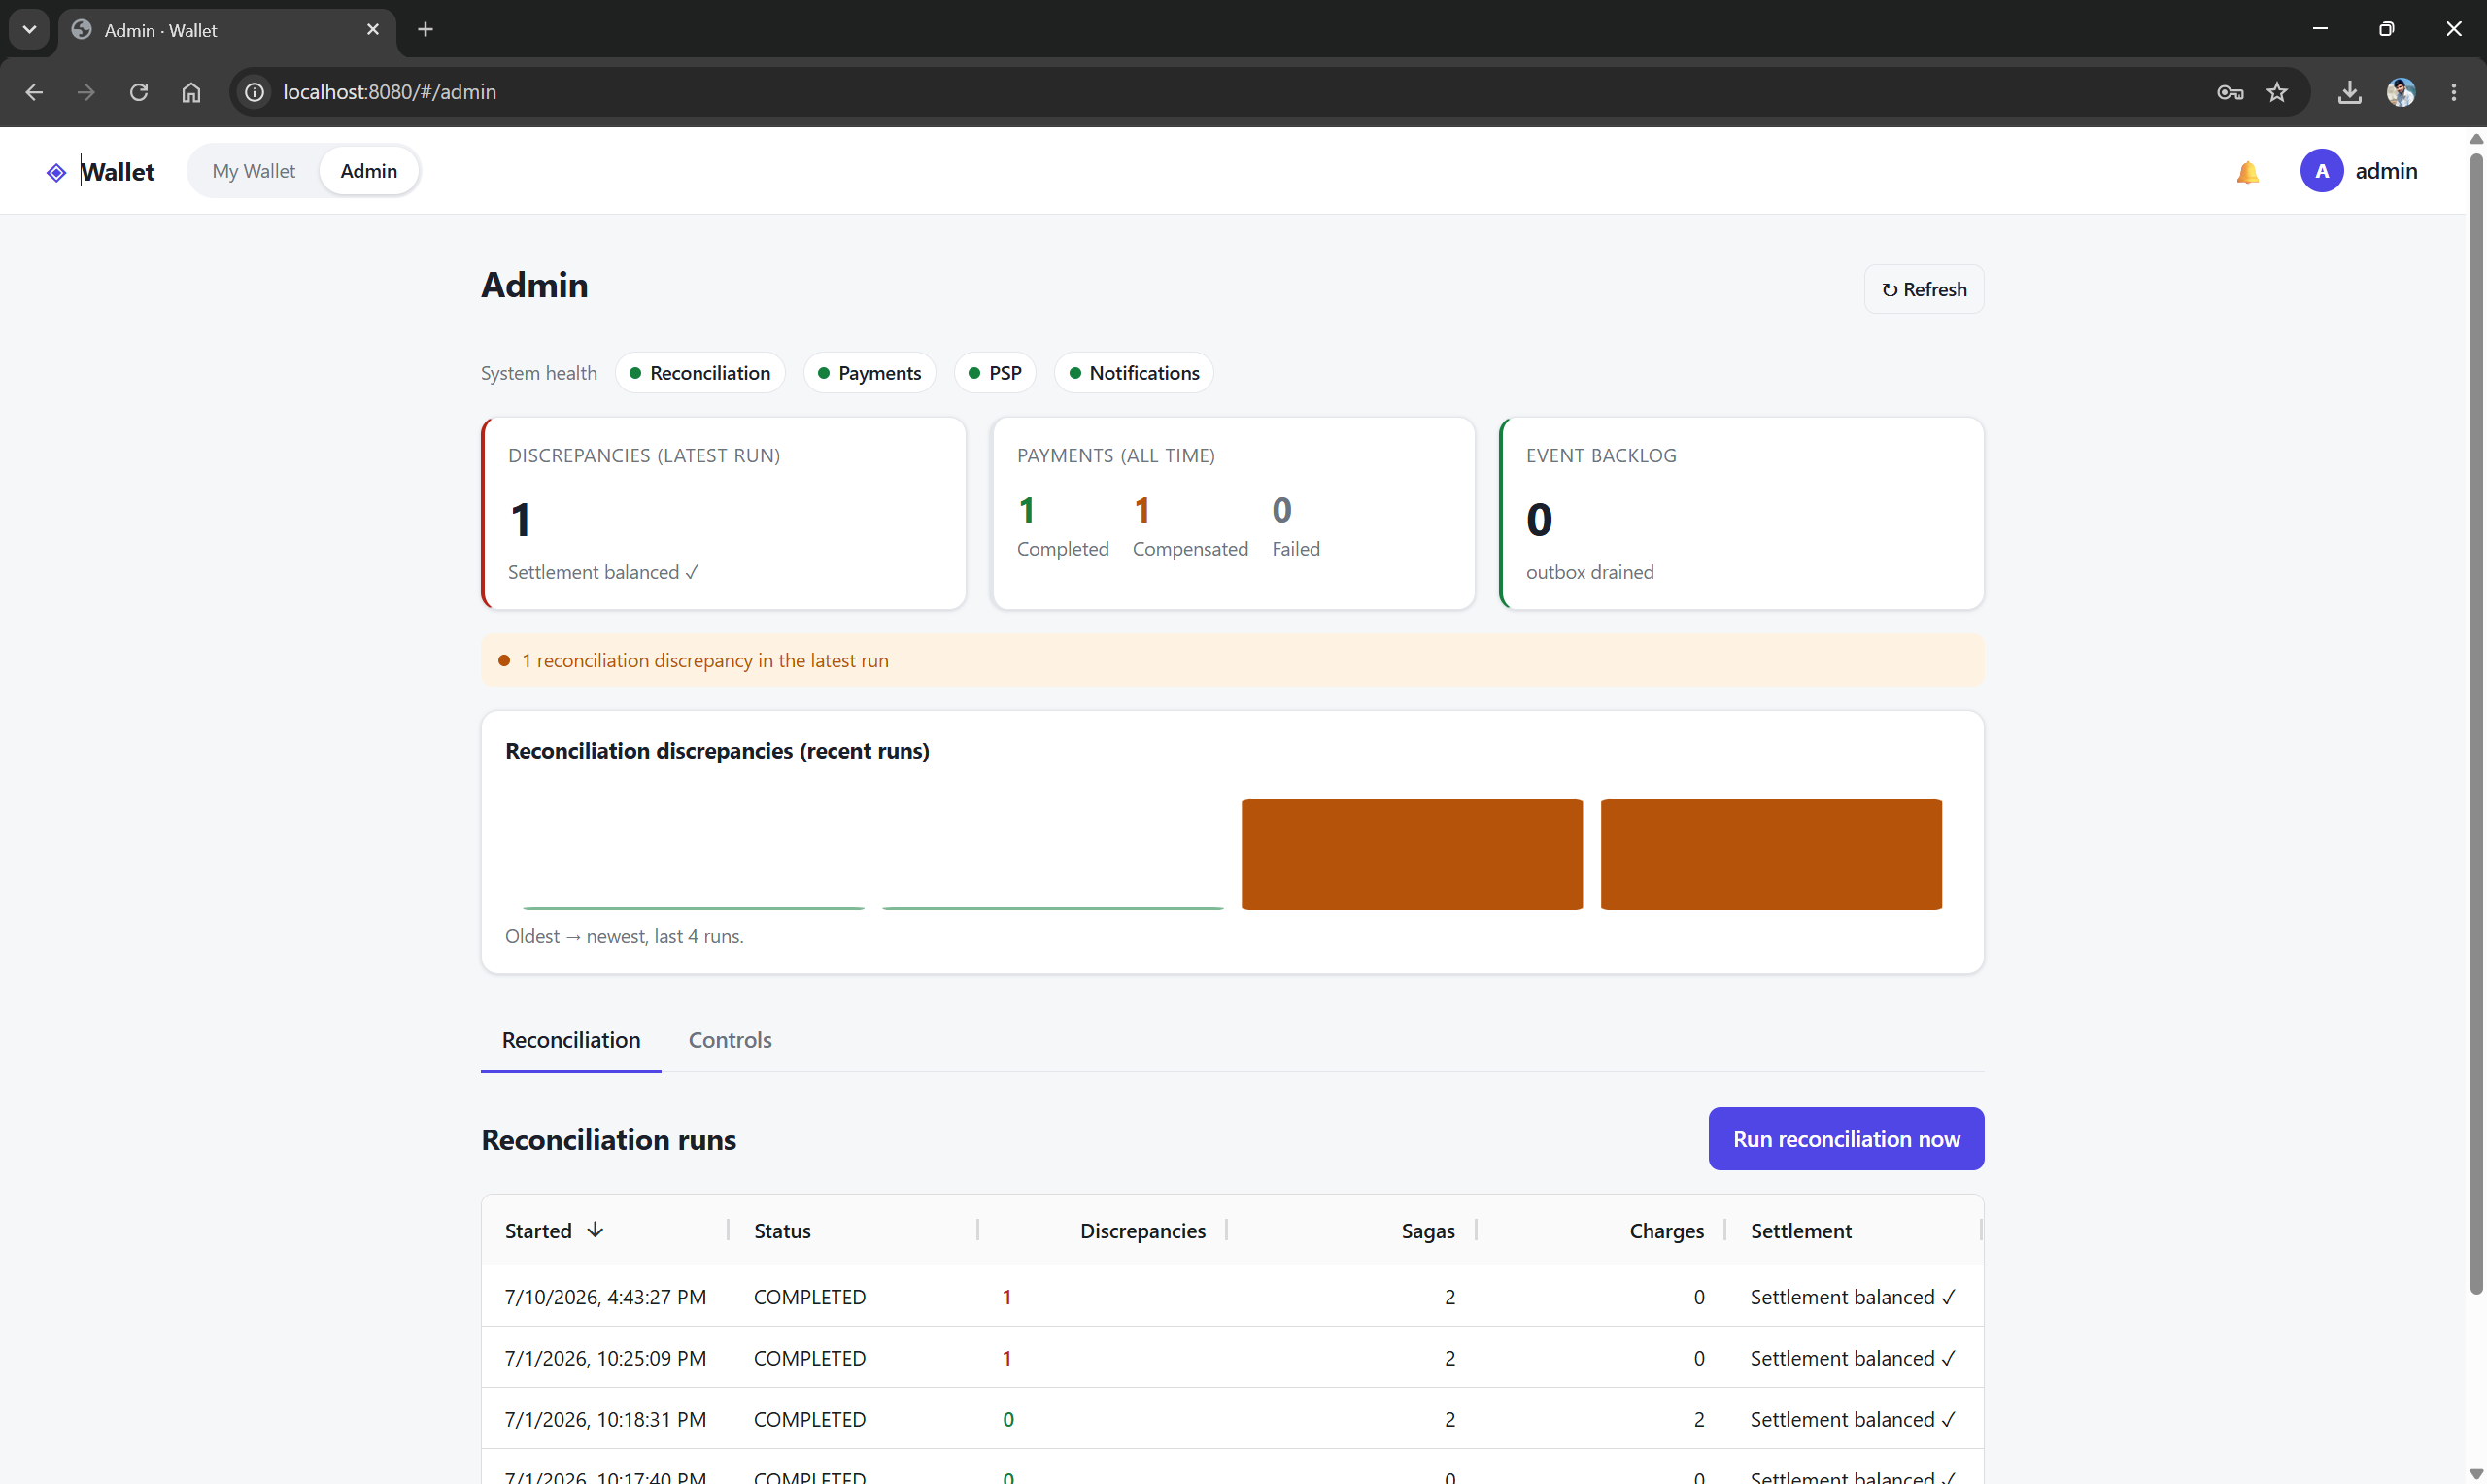 Admin · Wallet
localhost:8080/#/admin
Wallet
My Wallet
Admin
A
admin
Admin
↻ Refresh
System health
Reconciliation
Payments
PSP
Notifications
DISCREPANCIES (LATEST RUN)
1
Settlement balanced ✓
PAYMENTS (ALL TIME)
1 1 0
Completed Compensated Failed
EVENT BACKLOG
0
outbox drained
1 reconciliation discrepancy in the latest run
Reconciliation discrepancies (recent runs)
Oldest → newest, last 4 runs.
Reconciliation Controls
Reconciliation runs
Run reconciliation now
Started ↓ Status Discrepancies Sagas Charges Settlement
7/10/2026, 4:43:27 PM COMPLETED 1 2 0 Settlement balanced ✓
7/1/2026, 10:25:09 PM COMPLETED 1 2 0 Settlement balanced ✓
7/1/2026, 10:18:31 PM COMPLETED 0 2 2 Settlement balanced ✓
7/1/2026, 10:17:40 PM COMPLETED 0 0 0 Settlement balanced ✓